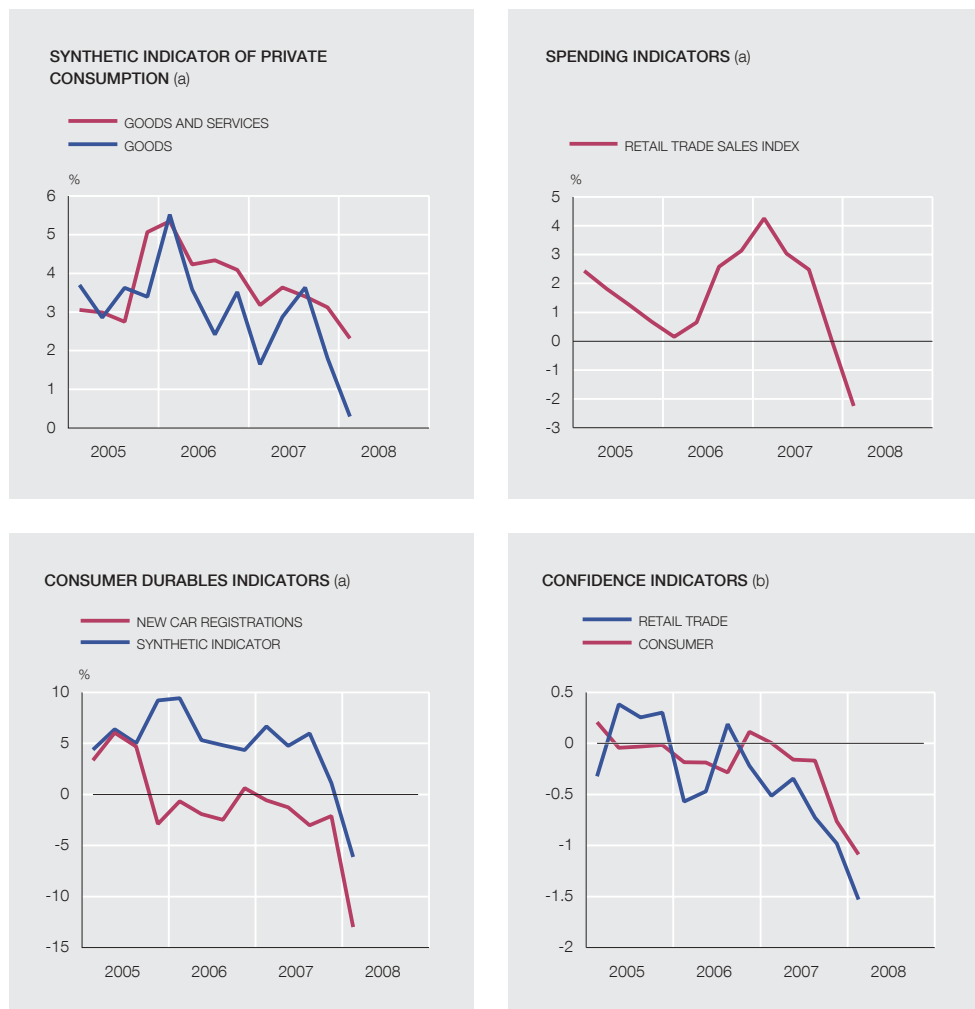 SYNTHETIC INDICATOR OF PRIVATE
CONSUMPTION (a)
GOODS AND SERVICES
GOODS
%
6
5
4
3
2
1
0
2005 2006 2007 2008
SPENDING INDICATORS (a)
RETAIL TRADE SALES INDEX
%
5
4
3
2
1
0
-1
-2
-3
2005 2006 2007 2008
CONSUMER DURABLES INDICATORS (a)
NEW CAR REGISTRATIONS
SYNTHETIC INDICATOR
%
10
5
0
-5
-10
-15
2005 2006 2007 2008
CONFIDENCE INDICATORS (b)
RETAIL TRADE
CONSUMER
0.5
0
-0.5
-1
-1.5
-2
2005 2006 2007 2008